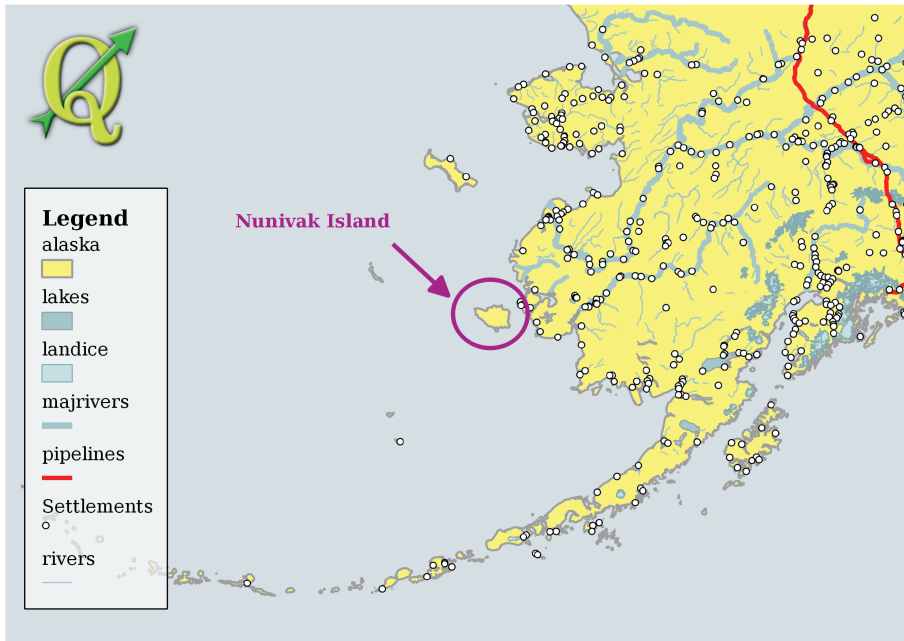 Nunivak Island
Legend
alaska
lakes
landice
majrivers
pipelines
Settlements
rivers